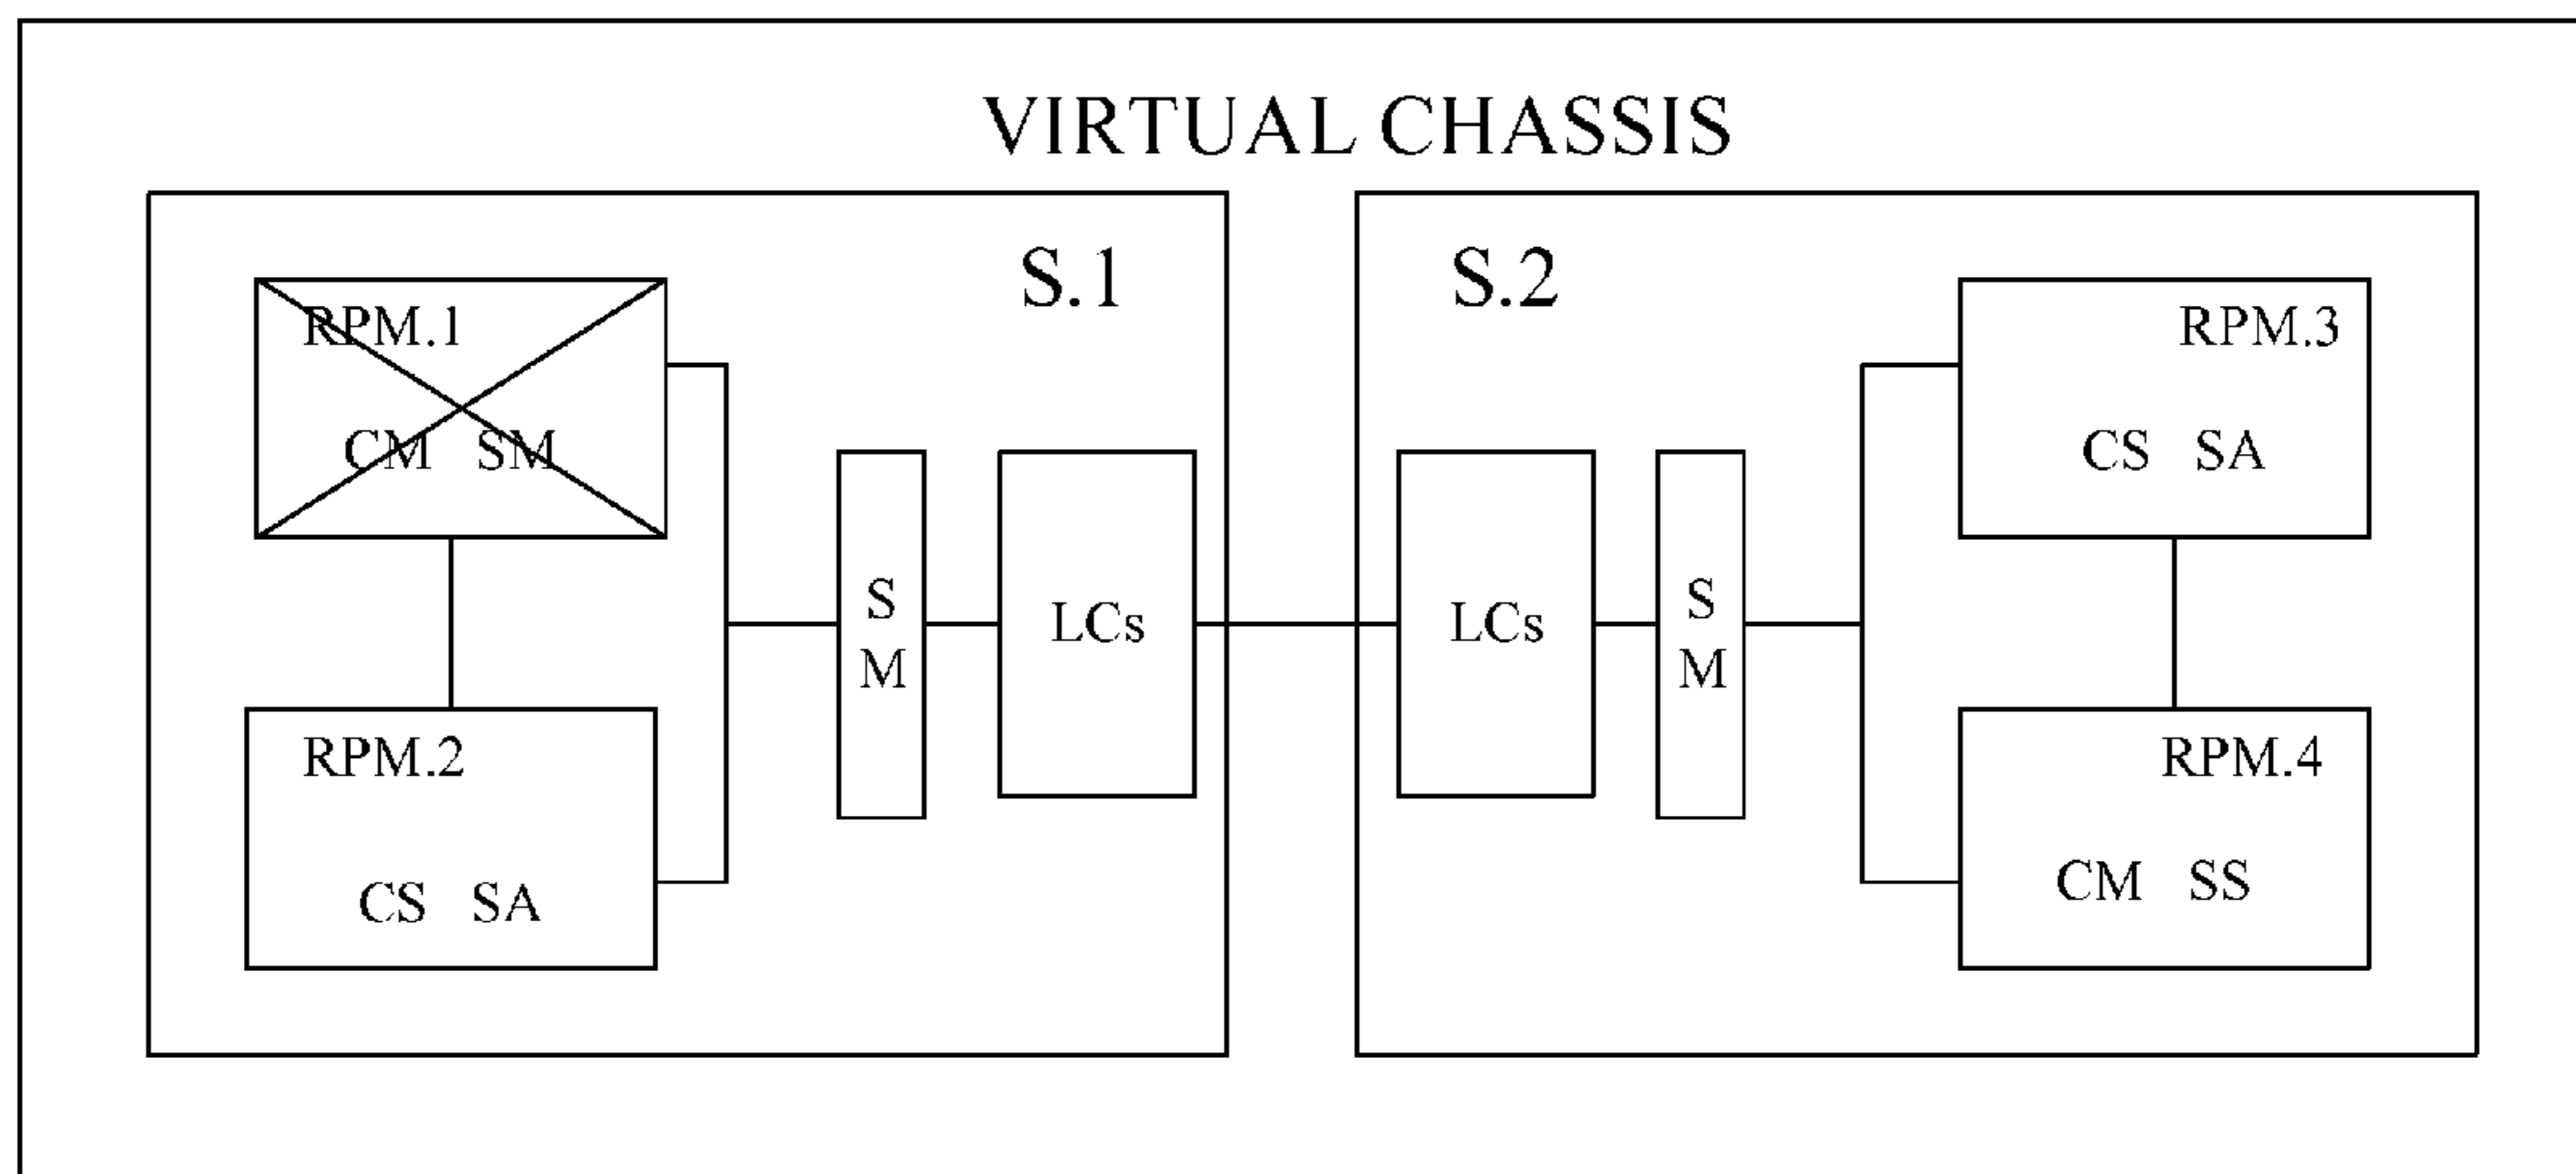 VIRTUAL CHASSIS
S.1
RPM.1
CM SM
RPM.2
CS SA
S
M
LCs
S.2
LCs
S
M
RPM.3
CS SA
RPM.4
CM SS